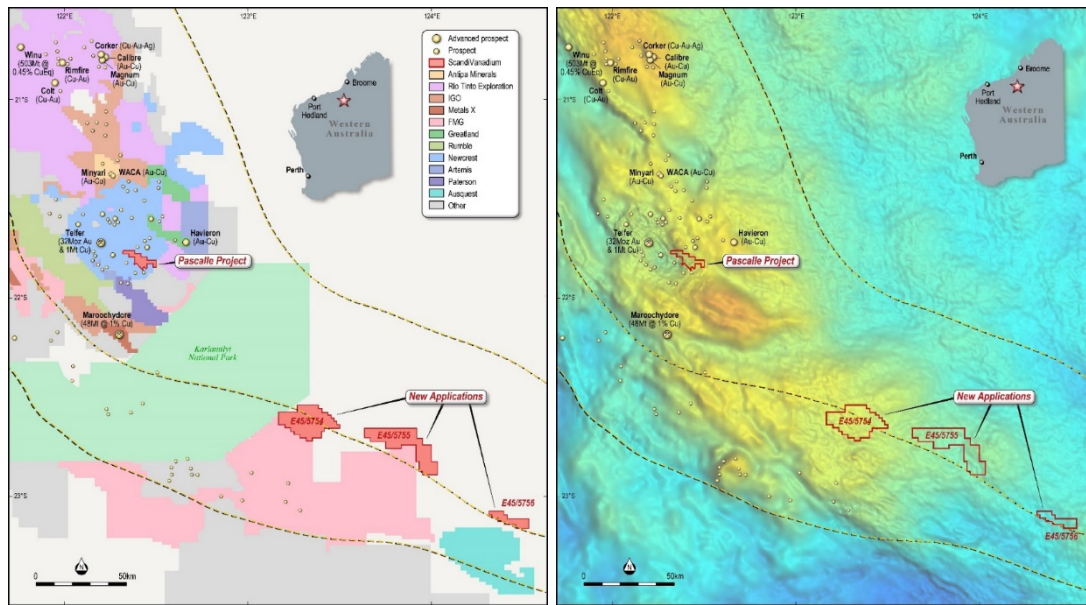 122°E
124°E
Winu
(503Mt @
0.45% CuEq)
Corker (Cu-Au-Ag)
Calibre
(Au-Cu)
Rimfire
(Cu-Au)
Magnum
(Au-Cu)
Colt
(Cu-Au)
21°S
Minyari
(Au-Cu)
WACA (Au-Cu)
Telfer
(32Moz Au
& 1Mt Cu)
Havieron
(Au-Cu)
Pascalle Project
22°S
Maroochydore
(48Mt @ 1% Cu)
Karlamilyi
National Park
New Applications
E45/5754
E45/5755
E45/5756
23°S
N
0
50km
Broome
Port
Hedland
Western
Australia
Perth
Advanced prospect
Prospect
ScandiVanadium
Antipa Minerals
Rio Tinto Exploration
IGO
Metals X
FMG
Greatland
Rumble
Newcrest
Artemis
Paterson
Ausquest
Other
122°E
124°E
Winu
(503Mt @
0.45% CuEq)
Corker (Cu-Au-Ag)
Calibre
(Au-Cu)
Rimfire
(Cu-Au)
Magnum
(Au-Cu)
Colt
(Cu-Au)
21°S
Minyari
(Au-Cu)
WACA (Au-Cu)
Telfer
(32Moz Au
& 1Mt Cu)
Havieron
(Au-Cu)
Pascalle Project
22°S
Maroochydore
(48Mt @ 1% Cu)
New Applications
E45/5754
E45/5755
E45/5756
23°S
N
0
50km
Broome
Port
Hedland
Western
Australia
Perth